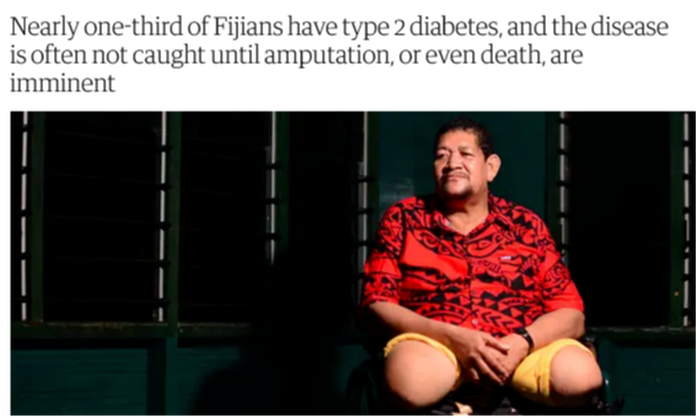 Nearly one-third of Fijians have type 2 diabetes, and the disease
is often not caught until amputation, or even death, are
imminent